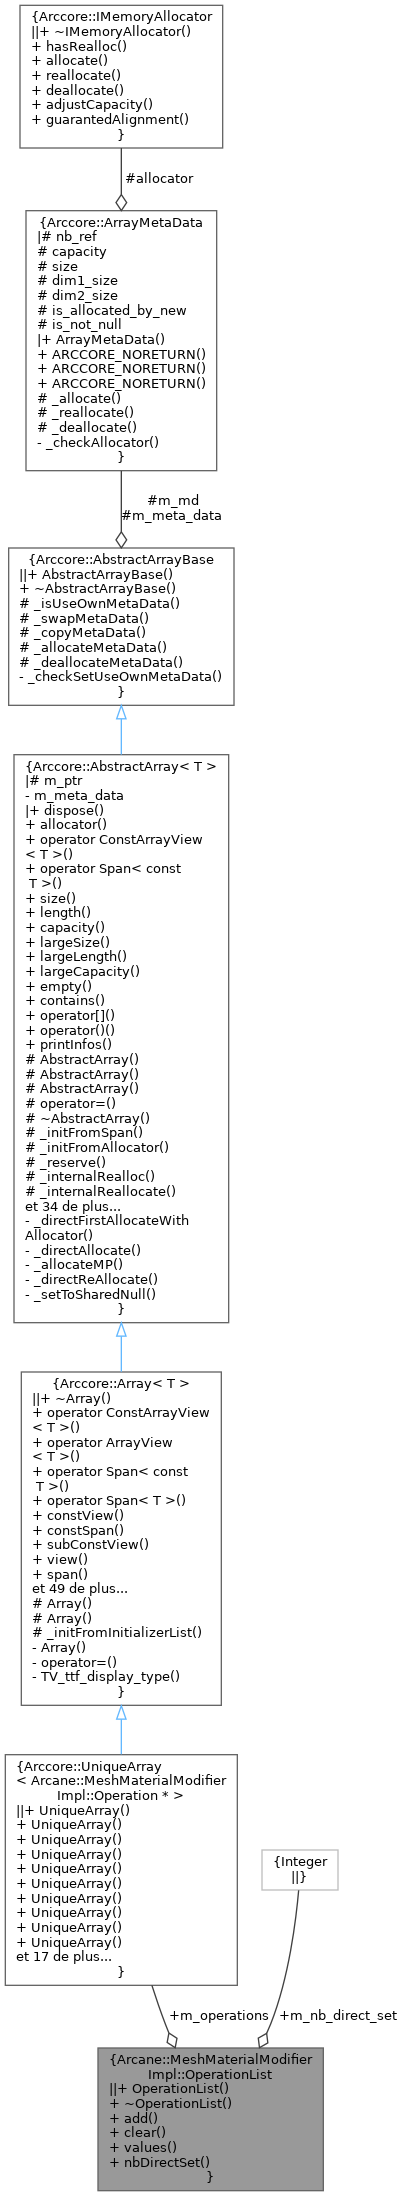 {Arccore::IMemoryAllocator
||+ ~IMemoryAllocator()
+ hasRealloc()
+ allocate()
+ reallocate()
+ deallocate()
+ adjustCapacity()
+ guarantedAlignment()
}
#allocator
{Arccore::ArrayMetaData
|# nb_ref
# capacity
# size
# dim1_size
# dim2_size
# is_allocated_by_new
# is_not_null
|+ ArrayMetaData()
+ ARCCORE_NORETURN()
+ ARCCORE_NORETURN()
+ ARCCORE_NORETURN()
# _allocate()
# _reallocate()
# _deallocate()
- _checkAllocator()
}
#m_md
#m_meta_data
{Arccore::AbstractArrayBase
||+ AbstractArrayBase()
+ ~AbstractArrayBase()
# _isUseOwnMetaData()
# _swapMetaData()
# _copyMetaData()
# _allocateMetaData()
# _deallocateMetaData()
- _checkSetUseOwnMetaData()
}
{Arccore::AbstractArray< T >
|# m_ptr
- m_meta_data
|+ dispose()
+ allocator()
+ operator ConstArrayView
< T >()
+ operator Span< const
T >()
+ size()
+ length()
+ capacity()
+ largeSize()
+ largeLength()
+ largeCapacity()
+ empty()
+ contains()
+ operator[]()
+ operator()()
+ printInfos()
# AbstractArray()
# AbstractArray()
# AbstractArray()
# operator=()
# ~AbstractArray()
# _initFromSpan()
# _initFromAllocator()
# _reserve()
# _internalRealloc()
# _internalReallocate()
et 34 de plus...
- _directFirstAllocateWith
Allocator()
- _directAllocate()
- _allocateMP()
- _directReAllocate()
- _setToSharedNull()
}
{Arccore::Array< T >
||+ ~Array()
+ operator ConstArrayView
< T >()
+ operator ArrayView
< T >()
+ operator Span< const
T >()
+ operator Span< T >()
+ constView()
+ constSpan()
+ subConstView()
+ view()
+ span()
et 49 de plus...
# Array()
# Array()
# _initFromInitializerList()
- Array()
- operator=()
- TV_ttf_display_type()
}
{Arccore::UniqueArray
< Arcane::MeshMaterialModifier
Impl::Operation * >
||+ UniqueArray()
+ UniqueArray()
+ UniqueArray()
+ UniqueArray()
+ UniqueArray()
+ UniqueArray()
+ UniqueArray()
+ UniqueArray()
+ UniqueArray()
+ UniqueArray()
et 17 de plus...
}
{Integer
||}
+m_operations
+m_nb_direct_set
{Arcane::MeshMaterialModifier
Impl::OperationList
||+ OperationList()
+ ~OperationList()
+ add()
+ clear()
+ values()
+ nbDirectSet()
}